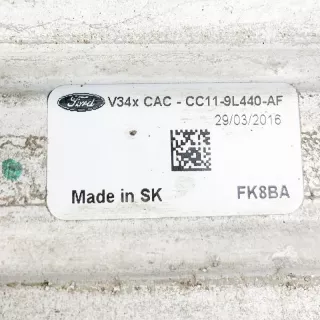 Ford V34x CAC - CC11-9L440-AF
29/03/2016
Made in SK FK8BA